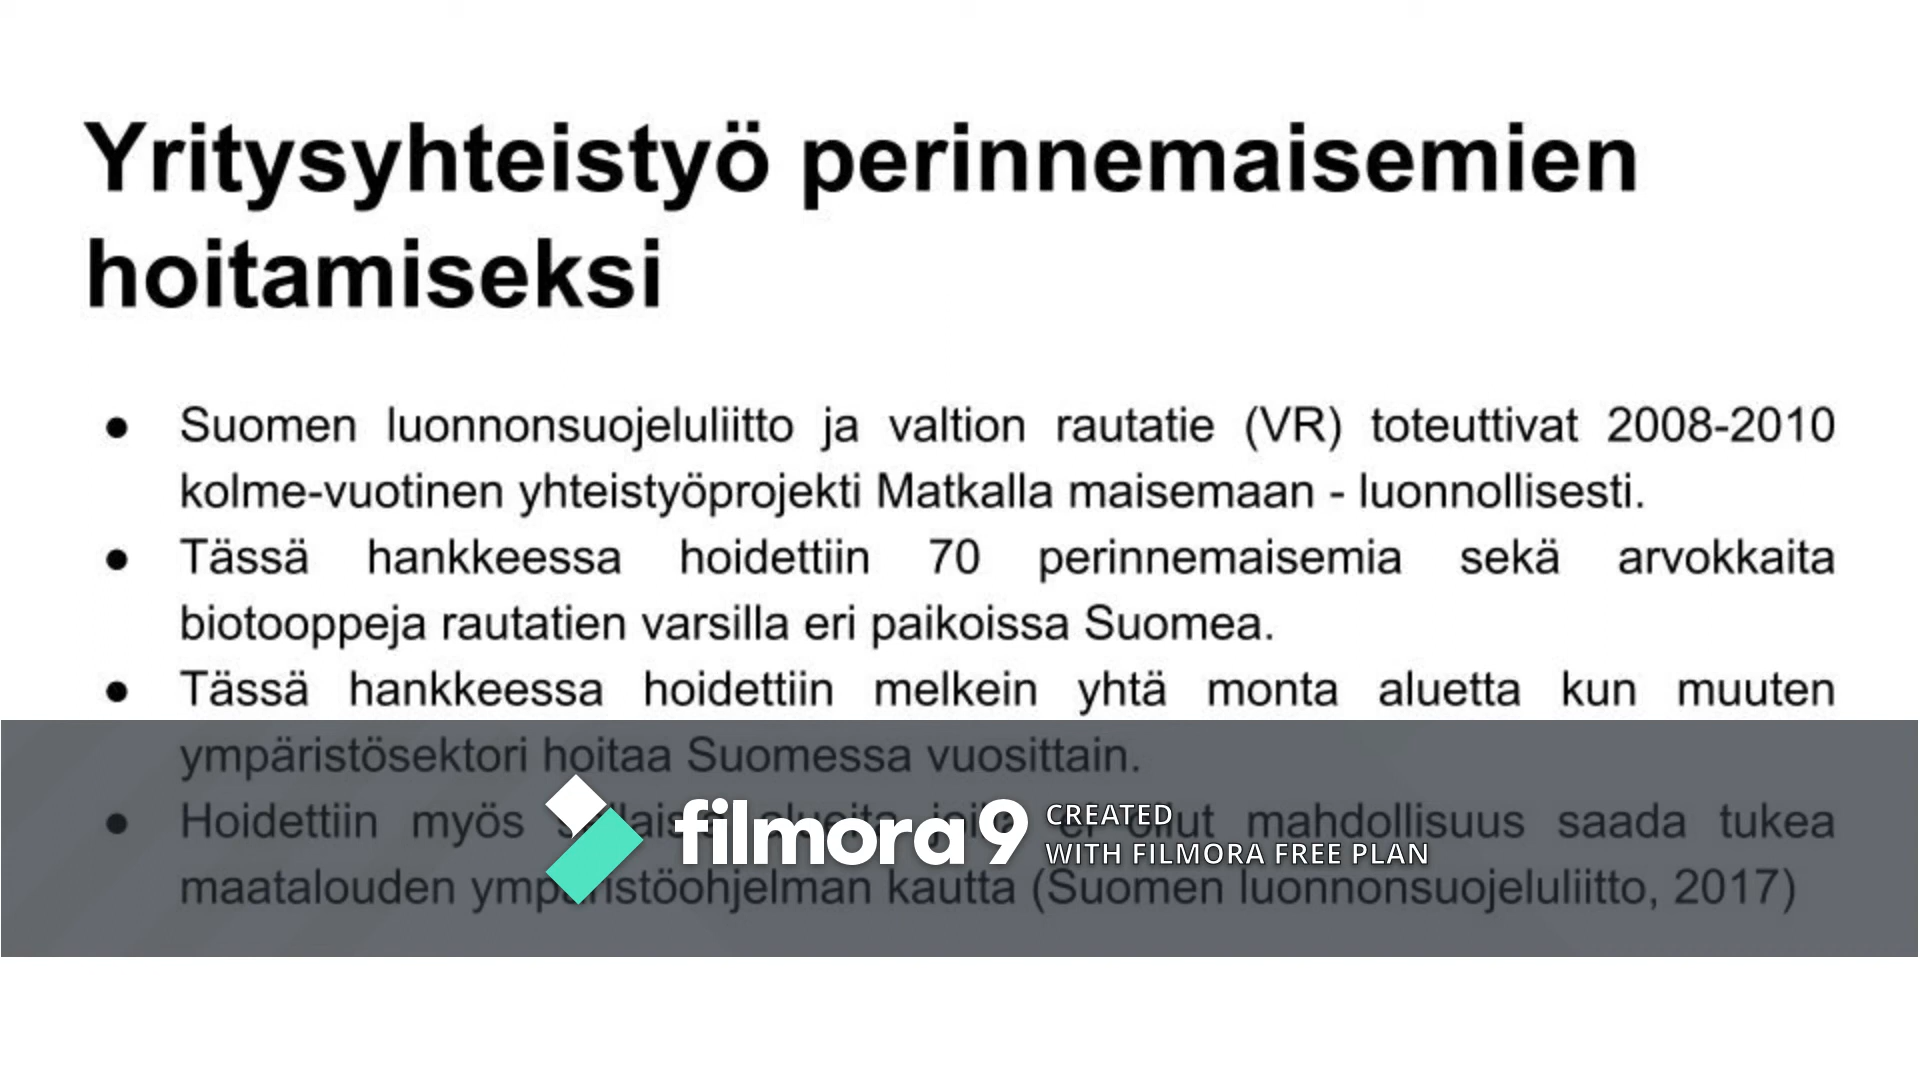 Yritysyhteistyö perinnemaisemien
hoitamiseksi
● Suomen luonnonsuojeluliitto ja valtion rautatie (VR) toteuttivat 2008-2010
kolme-vuotinen yhteistyöprojekti Matkalla maisemaan - luonnollisesti.
● Tässä hankkeessa hoidettiin 70 perinnemaisemia sekä arvokkaita
biotooppeja rautatien varsilla eri paikoissa Suomea.
● Tässä hankkeessa hoidettiin melkein yhtä monta aluetta kun muuten
ympäristösektori hoitaa Suomessa vuosittain.
● Hoidettiin myös mahdollisuus saada tukea
maatalouden ympäristöohjelman kautta (Suomen luonnonsuojeluliitto, 2017)
filmora9 CREATED
WITH FILMORA FREE PLAN